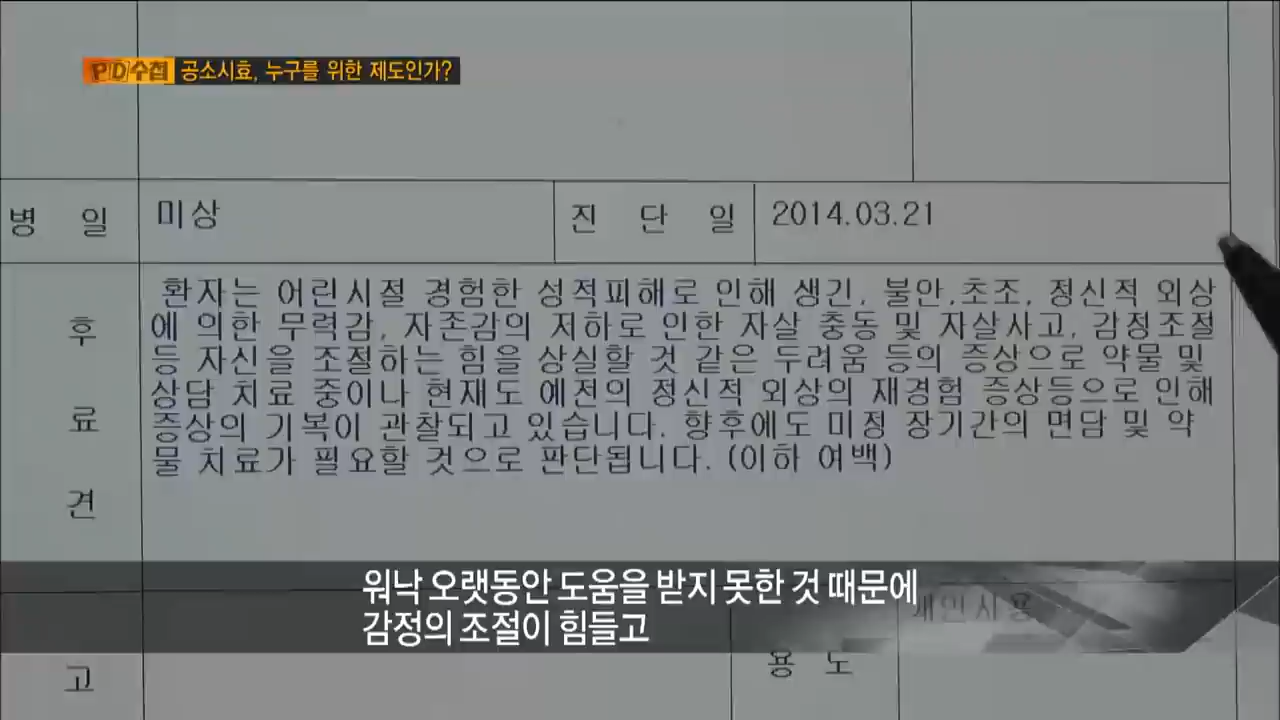 PD수첩 공소시효, 누구를 위한 제도인가?
병 일 미상 진 단 일 2014.03.21
환자는 어린시절 경험한 성적피해로 인해 생긴, 불안,초조, 정신적 외상
후 에 의한 무력감, 자존감의 저하로 인한 자살 충동 및 자살사고, 감정조절
등 자신을 조절하는 힘을 상실할 것 같은 두려움 등의 증상으로 약물 및
상담 치료 중이나 현재도 예전의 정신적 외상의 재경험 증상등으로 인해
료 증상의 기복이 관찰되고 있습니다. 향후에도 미정 장기간의 면담 및 약
물 치료가 필요할 것으로 판단됩니다. (이하 여백)
견
워낙 오랫동안 도움을 받지 못한 것 때문에
개인사용
감정의 조절이 힘들고
고 용 도